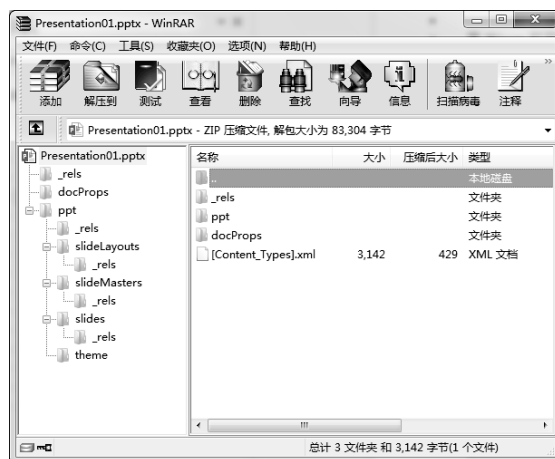 Presentation01.pptx - WinRAR
文件(F) 命令(C) 工具(S) 收藏夹(O) 选项(N) 帮助(H)
添加 解压到 测试 查看 删除 查找 向导 信息 扫描病毒 注释
Presentation01.pptx - ZIP 压缩文件, 解包大小为 83,304 字节
Presentation01.pptx
_rels
docProps
ppt
_rels
slideLayouts
_rels
slideMasters
_rels
slides
_rels
theme
名称 大小 压缩后大小 类型
.. 本地磁盘
_rels 文件夹
ppt 文件夹
docProps 文件夹
[Content_Types].xml 3,142 429 XML 文档
总计 3 文件夹 和 3,142 字节(1 个文件)